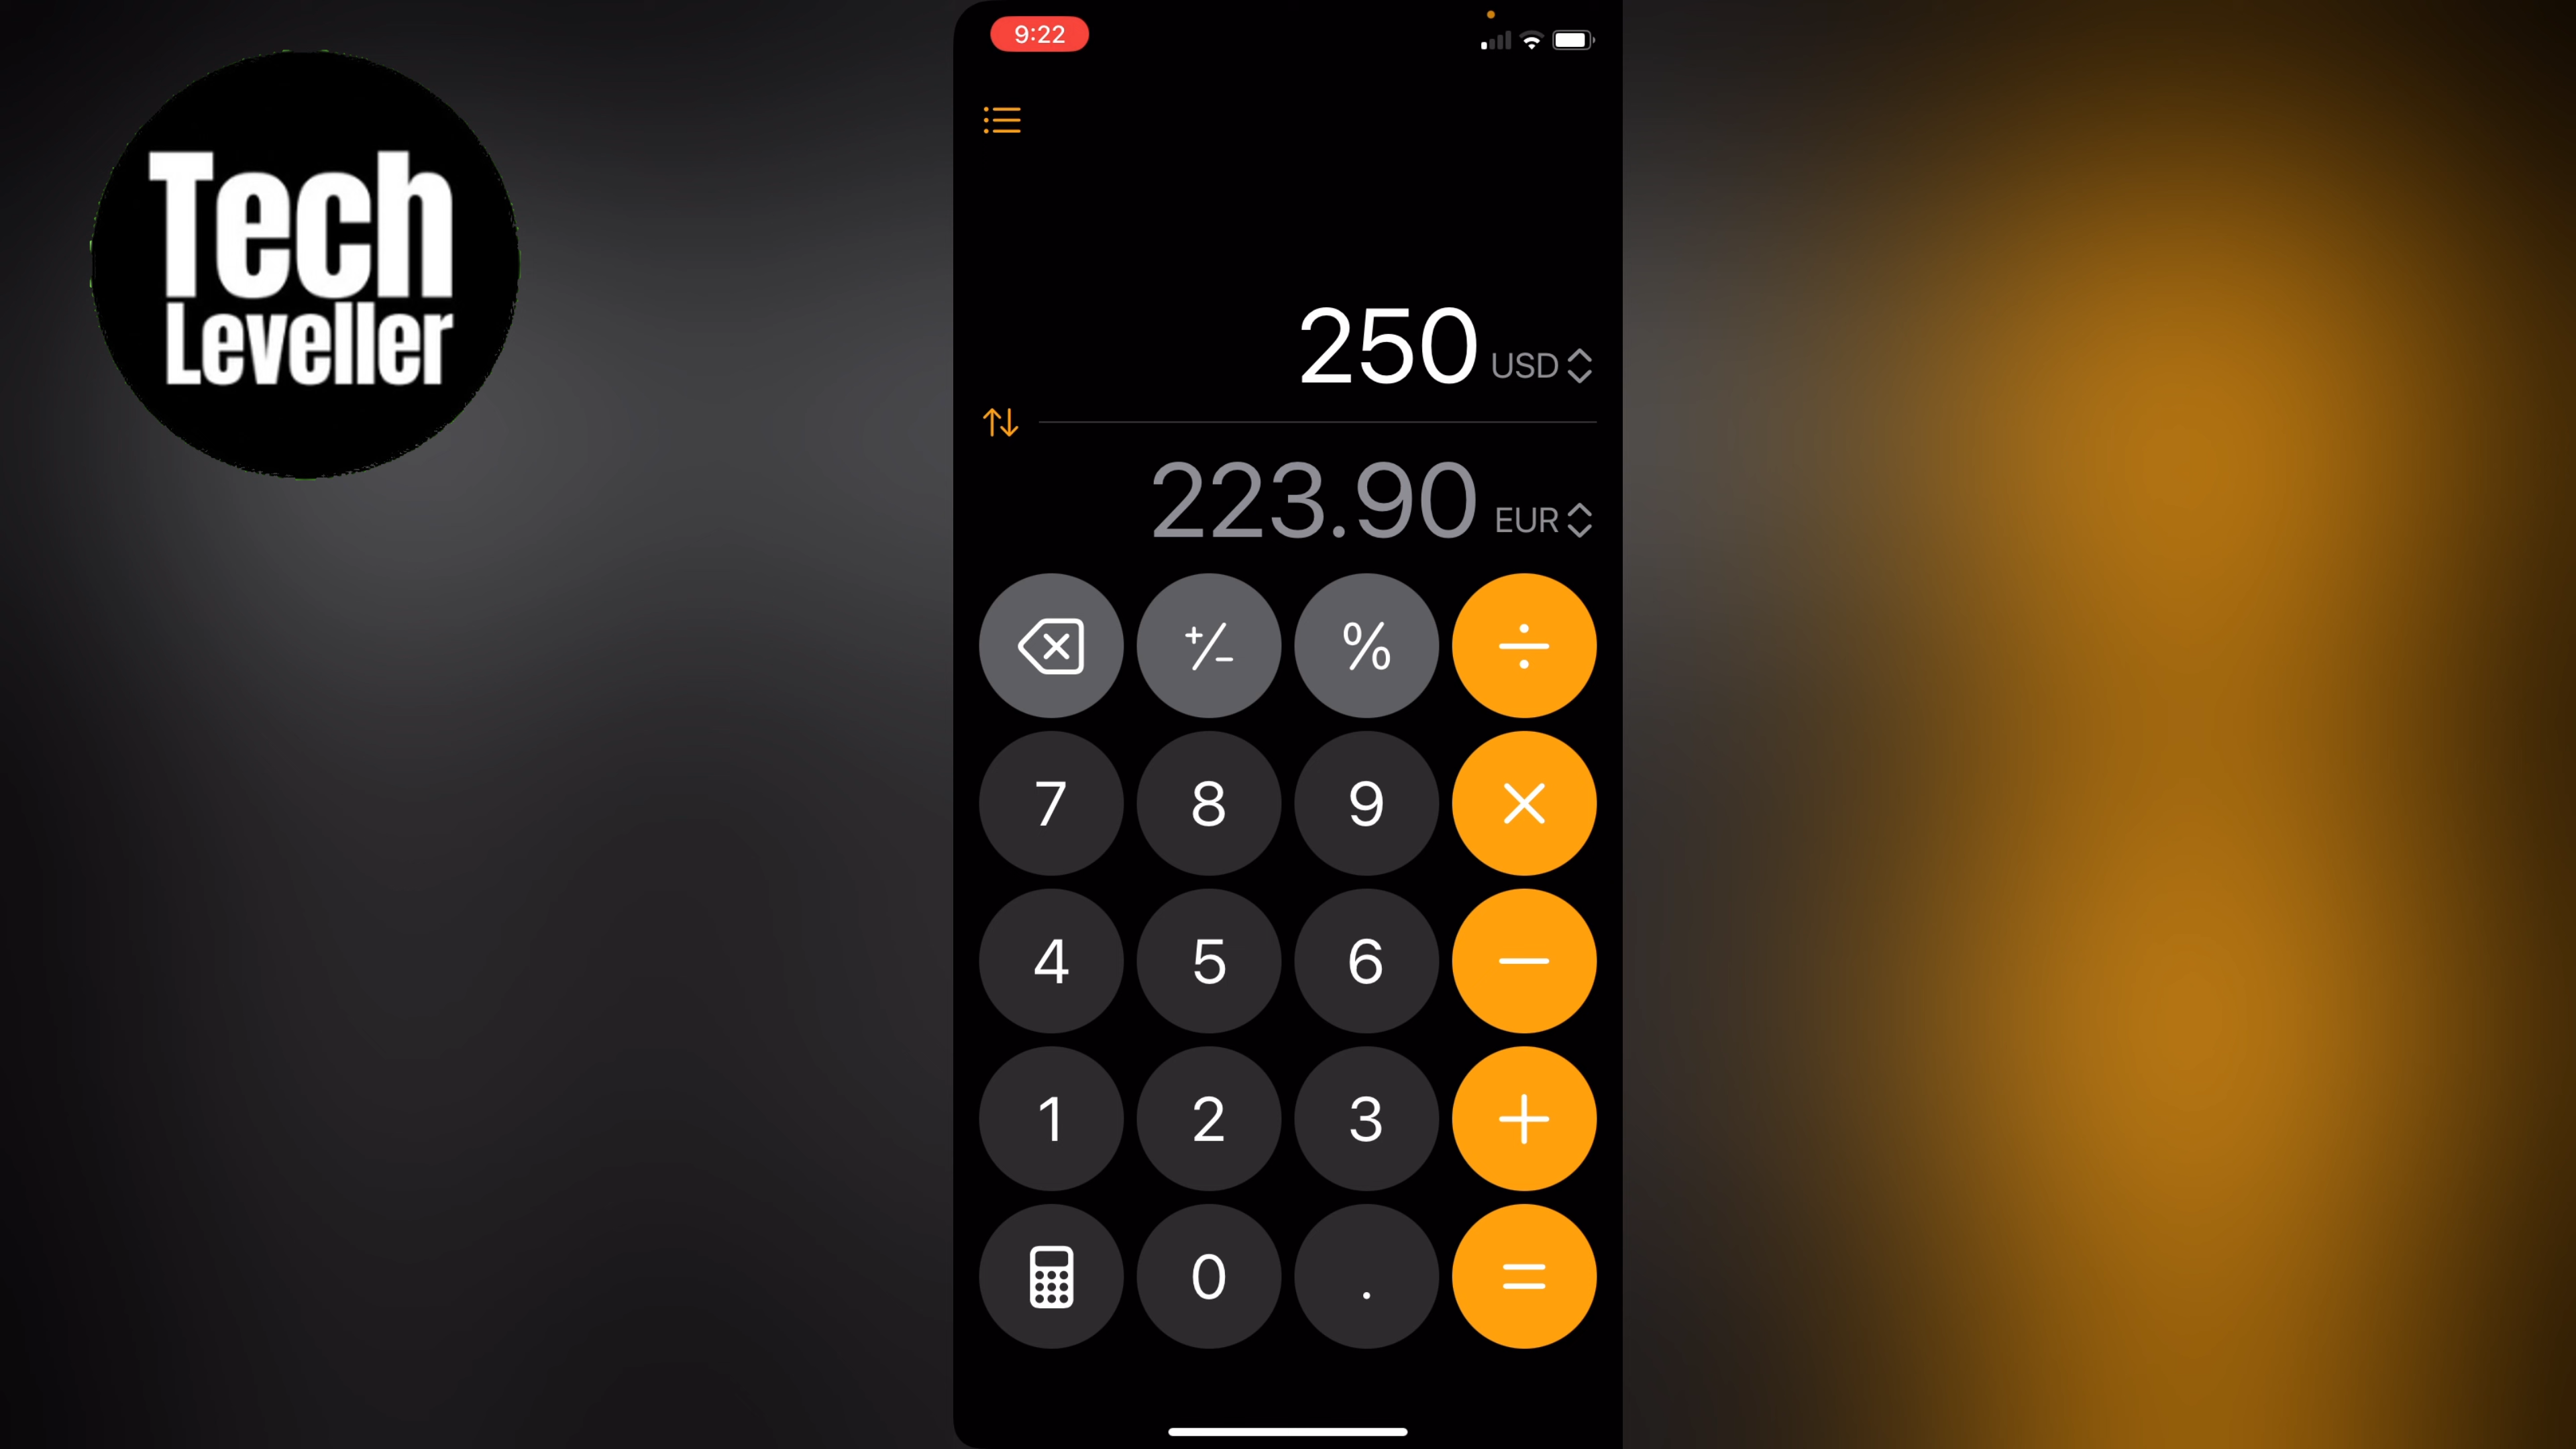 Tech
Leveller
9:22
250 USD
223.90 EUR
+/- % ÷
7 8 9 ×
4 5 6 −
1 2 3 +
0 . =